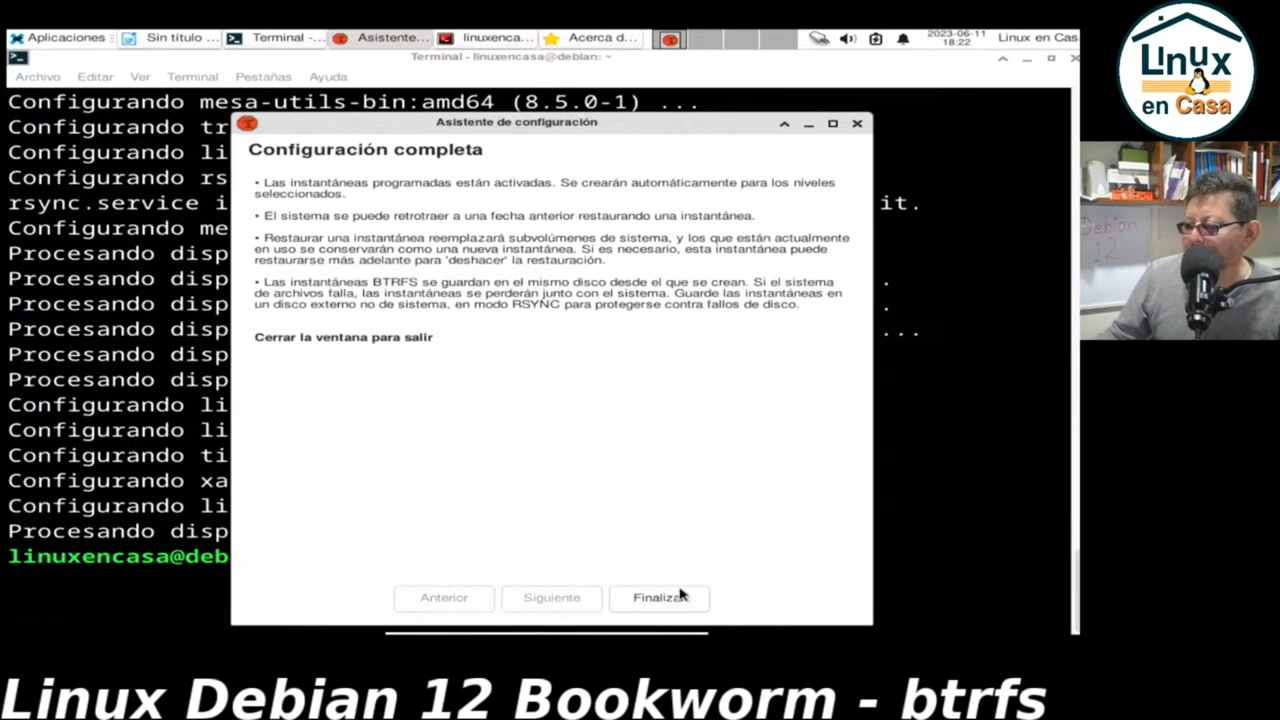 Aplicaciones
Sin título ...
Terminal -...
Asistente...
linuxenca...
Acerca d...
2023-06-11
18:22
Linux en Cas
Terminal - linuxencasa@debian: ~
Archivo Editar Ver Terminal Pestañas Ayuda
Configurando mesa-utils-bin:amd64 (8.5.0-1) ...
Configurando tr
Configurando li
Configurando rs
rsync.service i
it.
Configurando me
Procesando disp
Procesando disp
.
Procesando disp
.
Procesando disp
...
Procesando disp
Procesando disp
Configurando li
Configurando li
Configurando ti
Configurando xa
Configurando li
Procesando disp
linuxencasa@deb
Asistente de configuración
Configuración completa
• Las instantáneas programadas están activadas. Se crearán automáticamente para los niveles
seleccionados.
• El sistema se puede retrotraer a una fecha anterior restaurando una instantánea.
• Restaurar una instantánea reemplazará subvolúmenes de sistema, y los que están actualmente
en uso se conservarán como una nueva instantánea. Si es necesario, esta instantánea puede
restaurarse más adelante para 'deshacer' la restauración.
• Las instantáneas BTRFS se guardan en el mismo disco desde el que se crean. Si el sistema
de archivos falla, las instantáneas se perderán junto con el sistema. Guarde las instantáneas en
un disco externo no de sistema, en modo RSYNC para protegerse contra fallos de disco.
Cerrar la ventana para salir
Anterior
Siguiente
Finalizar
Linux
en Casa
Debian
12
Linux Debian 12 Bookworm - btrfs